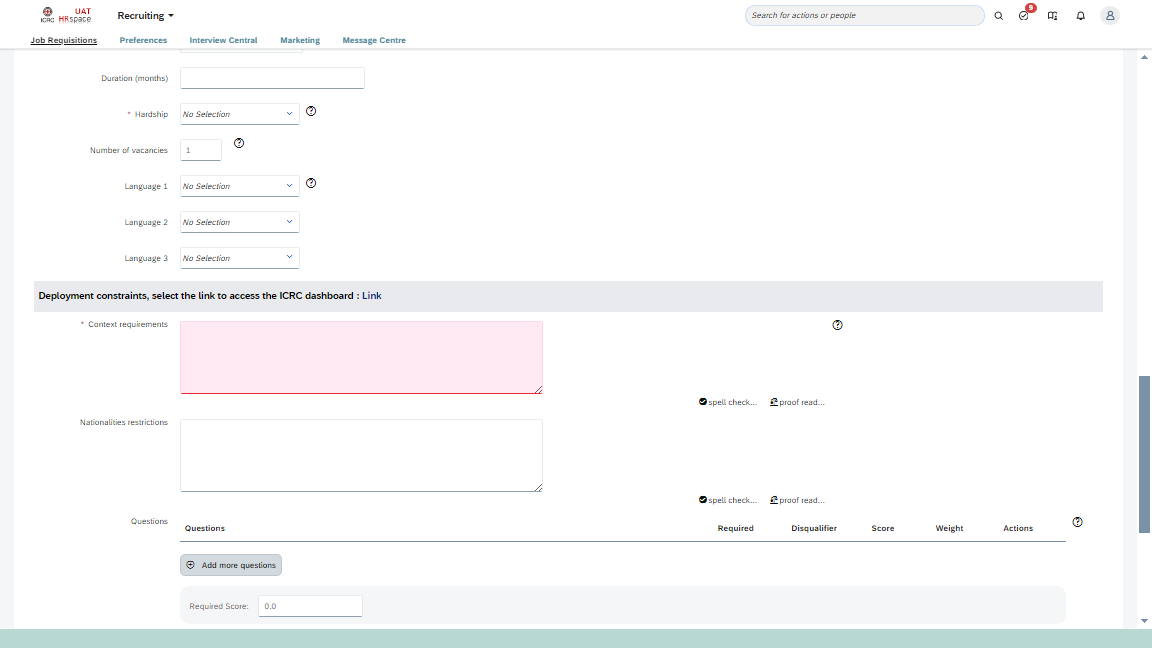 ICRC
UAT
HRspace
Recruiting
Search for actions or people
9
Job Requisitions
Preferences
Interview Central
Marketing
Message Centre
Duration (months)
* Hardship
No Selection
Number of vacancies
1
Language 1
No Selection
Language 2
No Selection
Language 3
No Selection
Deployment constraints, select the link to access the ICRC dashboard : Link
* Context requirements
spell check... proof read...
Nationalities restrictions
spell check... proof read...
Questions
Questions Required Disqualifier Score Weight Actions
Add more questions
Required Score: 0.0